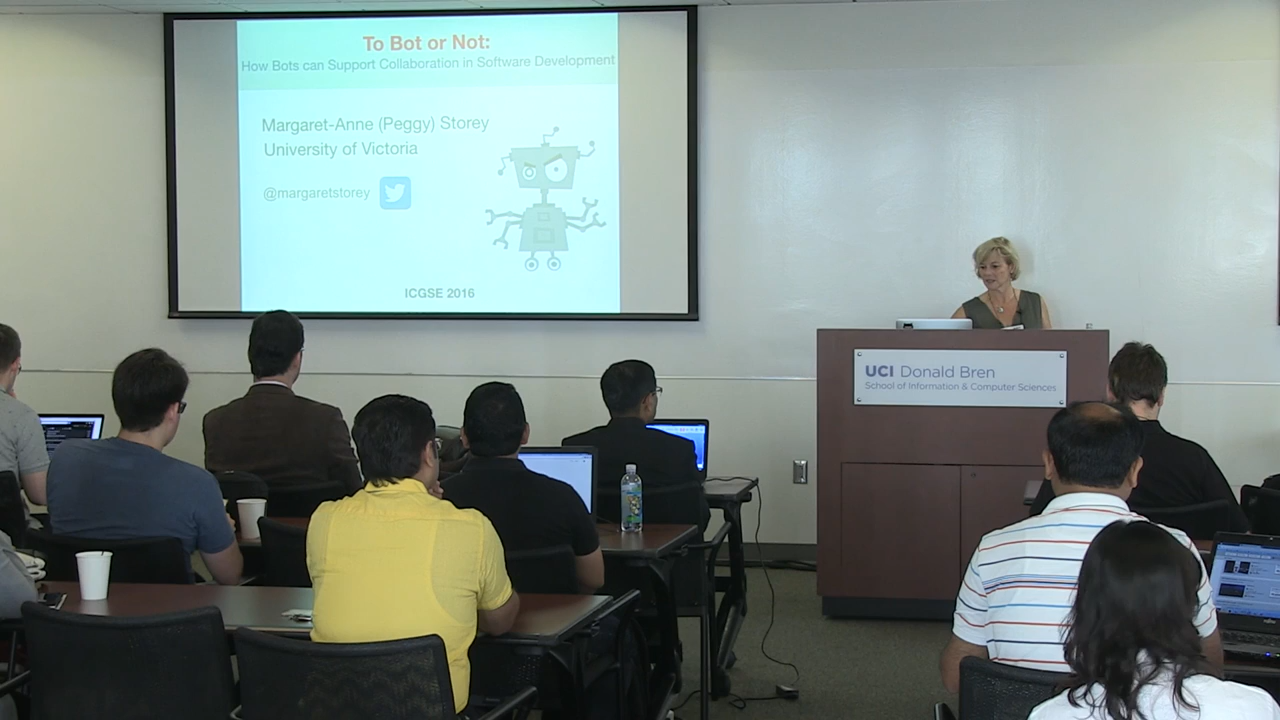 To Bot or Not:
How Bots can Support Collaboration in Software Development
Margaret-Anne (Peggy) Storey
University of Victoria
@margaretstorey
ICGSE 2016
UCI Donald Bren
School of Information & Computer Sciences